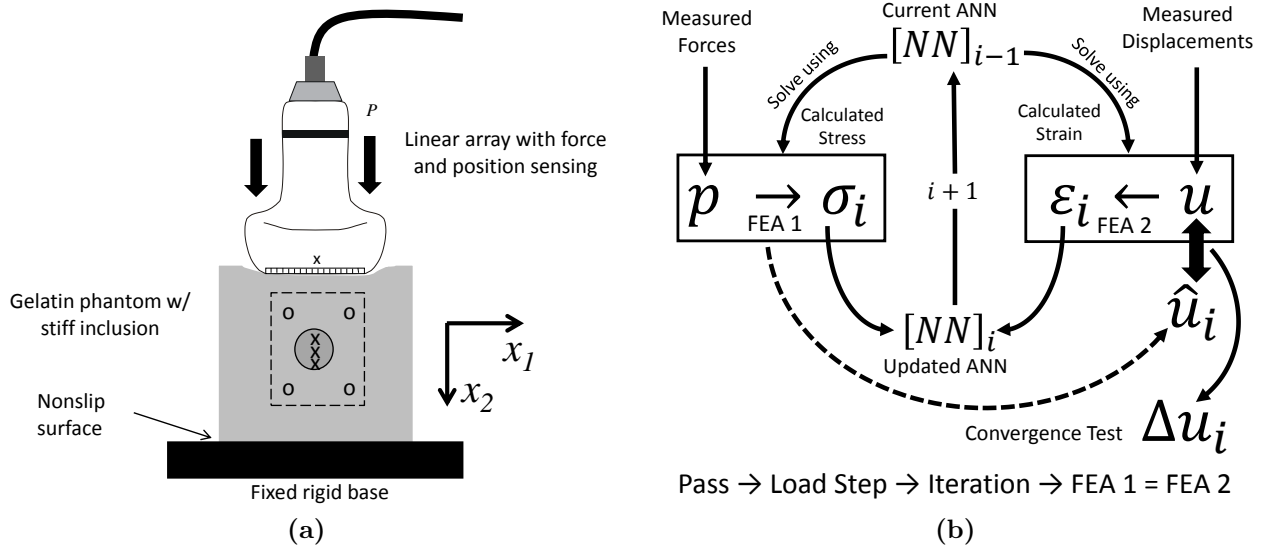 P
Linear array with force
and position sensing
x
Gelatin phantom w/
stiff inclusion
o o
x
x
x
o o
x₁
x₂
Nonslip
surface
Fixed rigid base
(a)
Measured
Forces
Current ANN
[NN]ᵢ₋₁
Measured
Displacements
Solve using
Solve using
Calculated
Stress
Calculated
Strain
p → σᵢ
FEA 1
i + 1
εᵢ ← u
FEA 2
[NN]ᵢ
Updated ANN
ûᵢ
Convergence Test Δuᵢ
Pass → Load Step → Iteration → FEA 1 = FEA 2
(b)